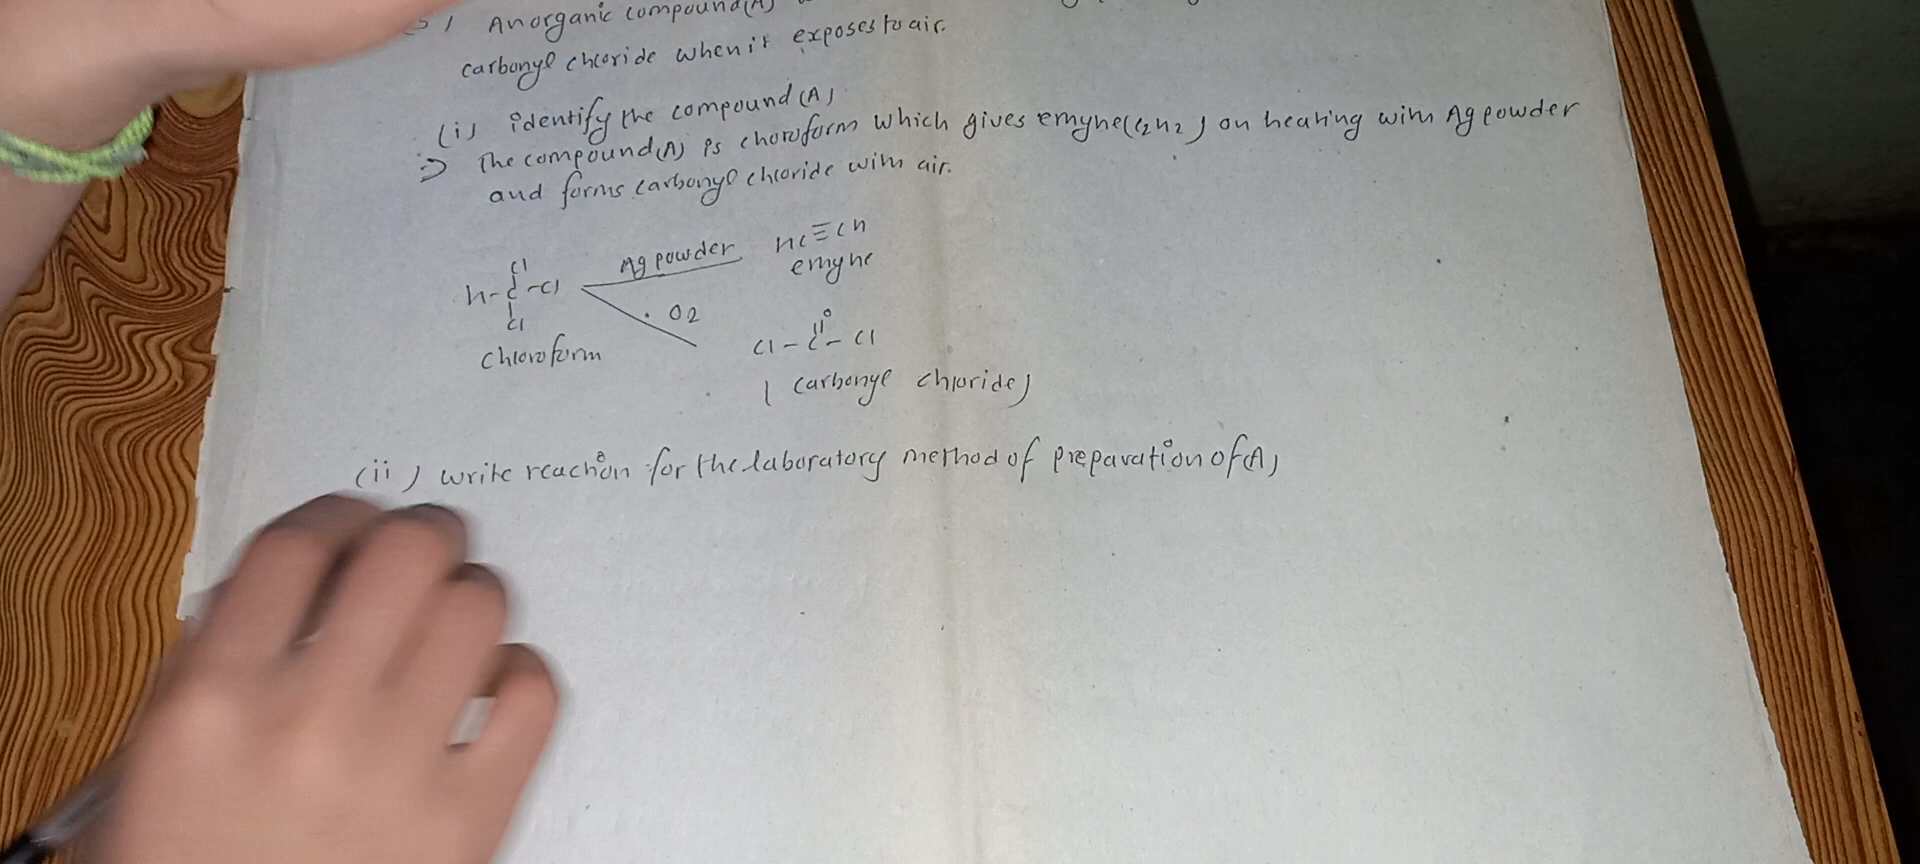 An organic compound (A)
carbonyl chloride when it exposes to air.
(i) identify the compound (A)
=> The compound (A) is choroform which gives ethyne (C2H2) on heating with Ag powder
and forms carbonyl chloride with air.
Ag powder HC≡CH
ethyne
Cl
H-C-Cl
Cl
chloroform
O2
O
Cl-C-Cl
(carbonyl chloride)
(ii) write reaction for the laboratory method of preparation of (A)